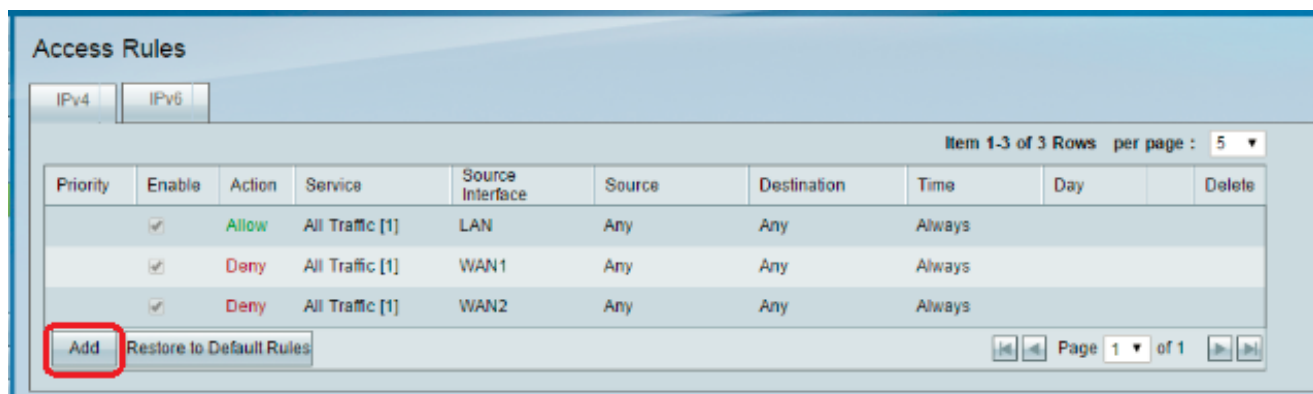 Access Rules
IPv4 IPv6
Item 1-3 of 3 Rows per page : 5
Priority Enable Action Service Source Interface Source Destination Time Day Delete
Allow All Traffic [1] LAN Any Any Always
Deny All Traffic [1] WAN1 Any Any Always
Deny All Traffic [1] WAN2 Any Any Always
Add Restore to Default Rules Page 1 of 1